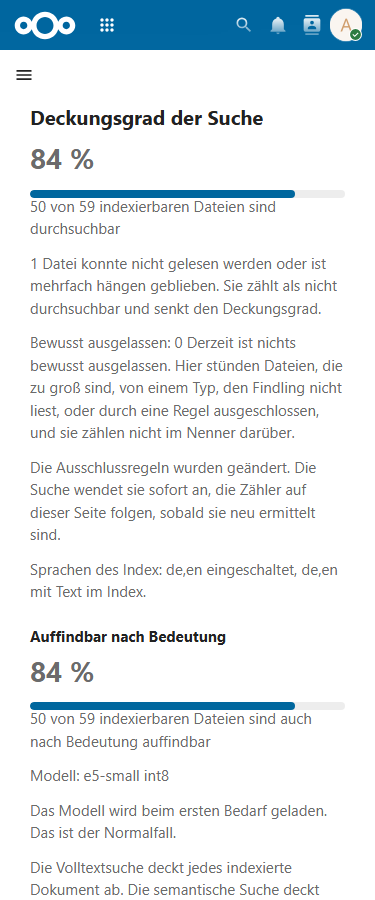 A
Deckungsgrad der Suche
84 %
50 von 59 indexierbaren Dateien sind
durchsuchbar
1 Datei konnte nicht gelesen werden oder ist
mehrfach hängen geblieben. Sie zählt als nicht
durchsuchbar und senkt den Deckungsgrad.
Bewusst ausgelassen: 0 Derzeit ist nichts
bewusst ausgelassen. Hier stünden Dateien, die
zu groß sind, von einem Typ, den Findling nicht
liest, oder durch eine Regel ausgeschlossen,
und sie zählen nicht im Nenner darüber.
Die Ausschlussregeln wurden geändert. Die
Suche wendet sie sofort an, die Zähler auf
dieser Seite folgen, sobald sie neu ermittelt
sind.
Sprachen des Index: de,en eingeschaltet, de,en
mit Text im Index.
Auffindbar nach Bedeutung
84 %
50 von 59 indexierbaren Dateien sind auch
nach Bedeutung auffindbar
Modell: e5-small int8
Das Modell wird beim ersten Bedarf geladen.
Das ist der Normalfall.
Die Volltextsuche deckt jedes indexierte
Dokument ab. Die semantische Suche deckt